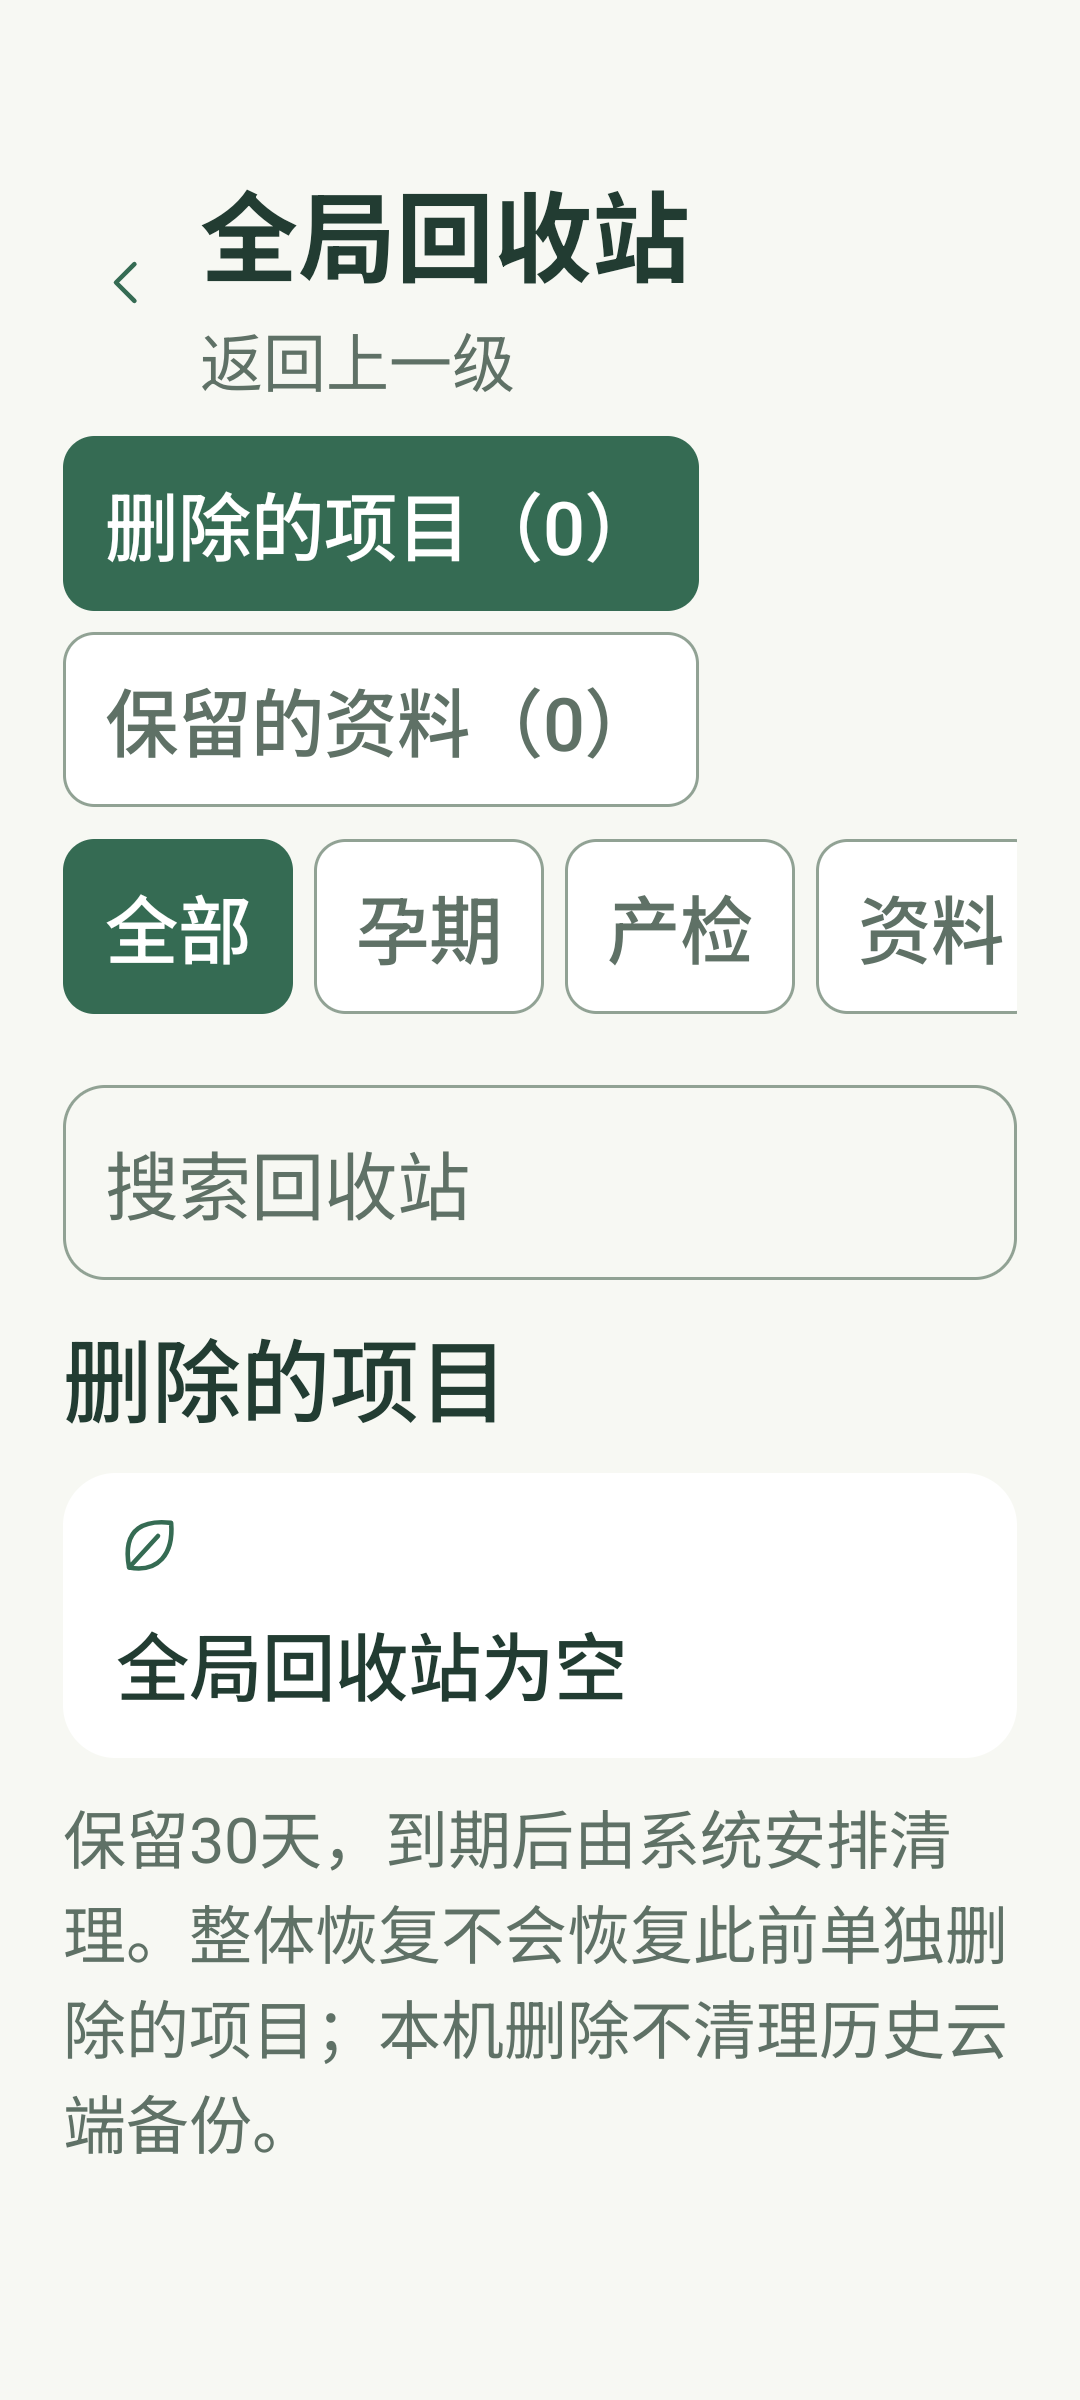 全局回收站
返回上一级
删除的项目（0）
保留的资料（0）
全部 孕期 产检 资料
搜索回收站
删除的项目
全局回收站为空
保留30天，到期后由系统安排清
理。整体恢复不会恢复此前单独删
除的项目；本机删除不清理历史云
端备份。